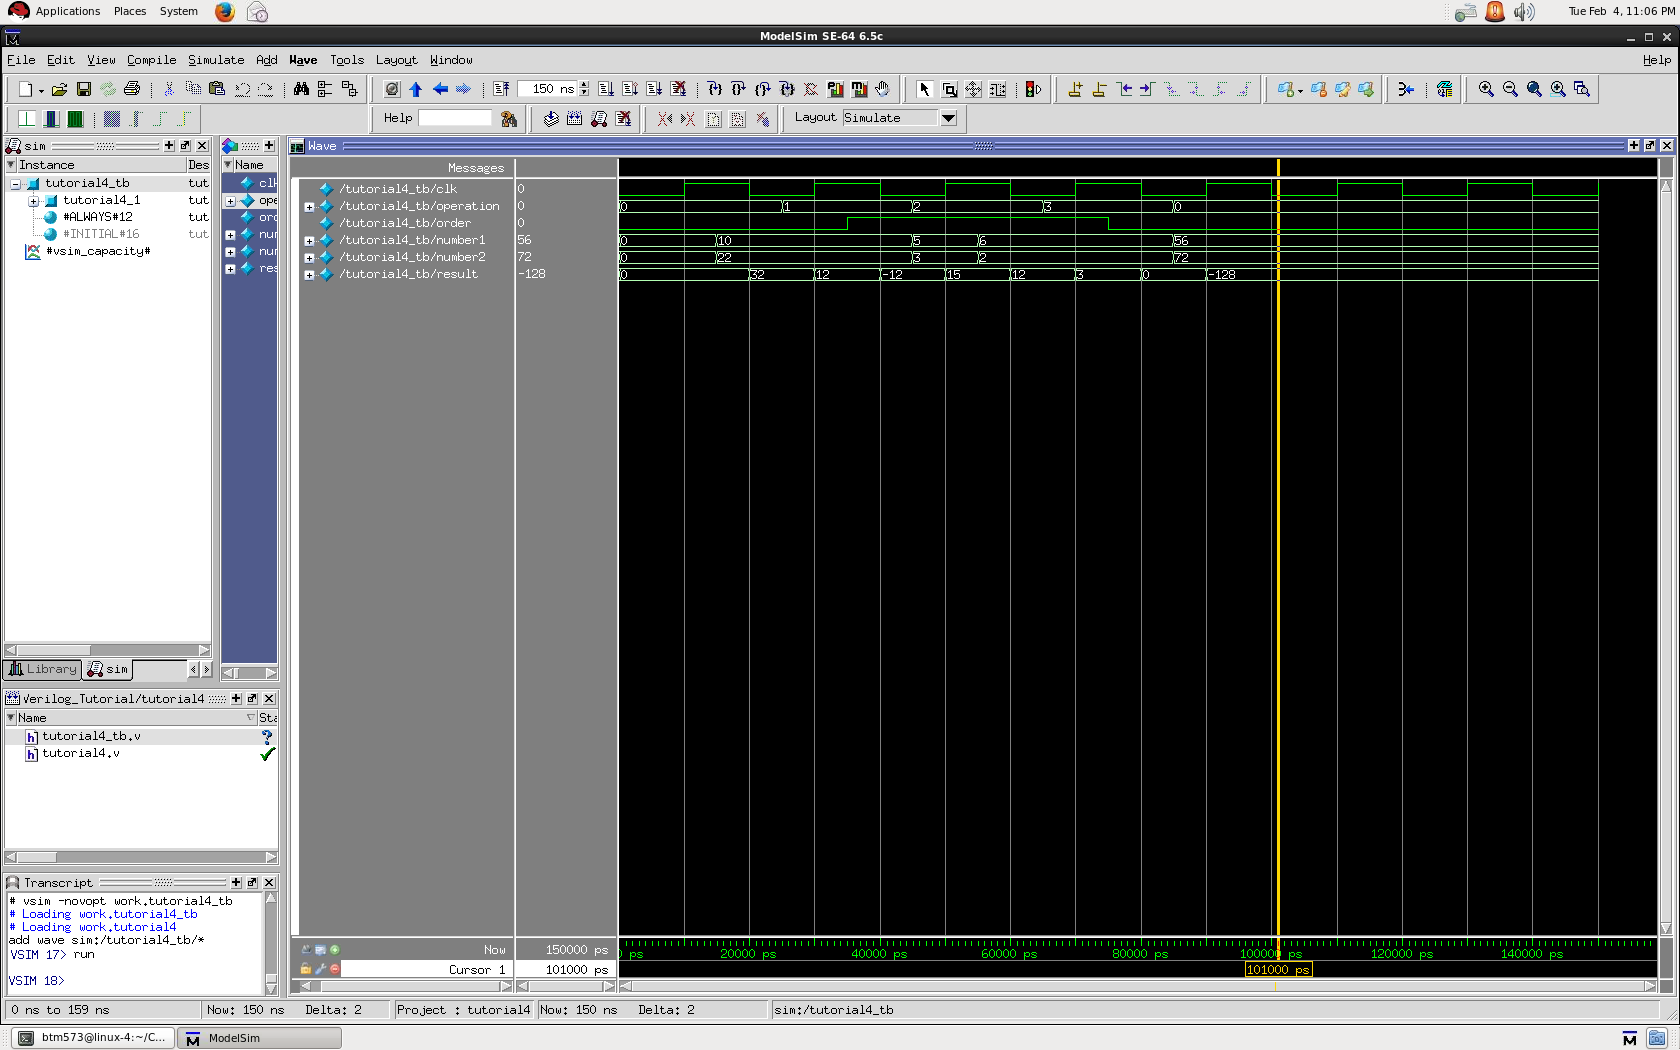 Applications Places System
Tue Feb 4, 11:06 PM
ModelSim SE-64 6.5c
File Edit View Compile Simulate Add Wave Tools Layout Window Help
150 ns
Help
Layout Simulate
sim
Instance Des
tutorial4_tb tut
tutorial4_1 tut
#ALWAYS#12 tut
#INITIAL#16 tut
#vsim_capacity#
Library sim
Name
clk
ope
ord
num
num
res
Verilog_Tutorial/tutorial4
Name Sta
tutorial4_tb.v
tutorial4.v
Transcript
# vsim -novopt work.tutorial4_tb
# Loading work.tutorial4_tb
# Loading work.tutorial4
add wave sim:/tutorial4_tb/*
VSIM 17> run
VSIM 18>
Wave
Messages
/tutorial4_tb/clk 0
/tutorial4_tb/operation 0 0 1 2 3 0
/tutorial4_tb/order 0
/tutorial4_tb/number1 56 0 10 5 6 56
/tutorial4_tb/number2 72 0 22 3 2 72
/tutorial4_tb/result -128 0 32 12 -12 15 12 3 0 -128
Now 150000 ps 0 ps 20000 ps 40000 ps 60000 ps 80000 ps 100000 ps 120000 ps 140000 ps
Cursor 1 101000 ps 101000 ps
0 ns to 159 ns Now: 150 ns Delta: 2 Project : tutorial4 Now: 150 ns Delta: 2 sim:/tutorial4_tb
btm573@linux-4:~/C... ModelSim